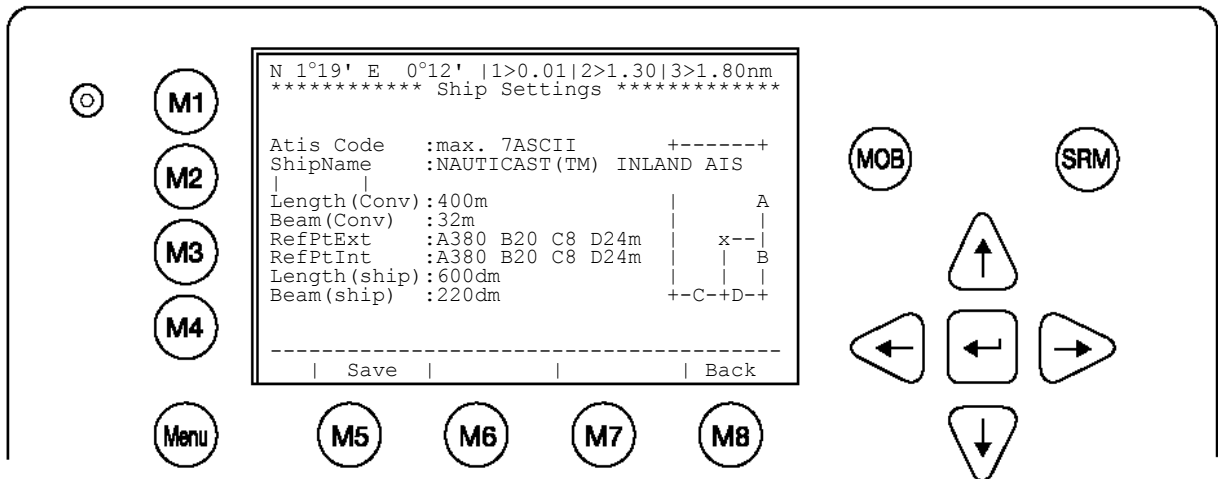 N 1°19' E 0°12' |1>0.01|2>1.30|3>1.80nm
************ Ship Settings *************
Atis Code :max. 7ASCII +------+
ShipName :NAUTICAST(TM) INLAND AIS
| |
Length(Conv):400m | A
Beam(Conv) :32m | |
RefPtExt :A380 B20 C8 D24m | x--|
RefPtInt :A380 B20 C8 D24m | | B
Length(ship):600dm | | |
Beam(ship) :220dm +-C-+D-+
----------------------------------------
| Save | | | Back
M1
M2
M3
M4
Menu
M5
M6
M7
M8
MOB
SRM